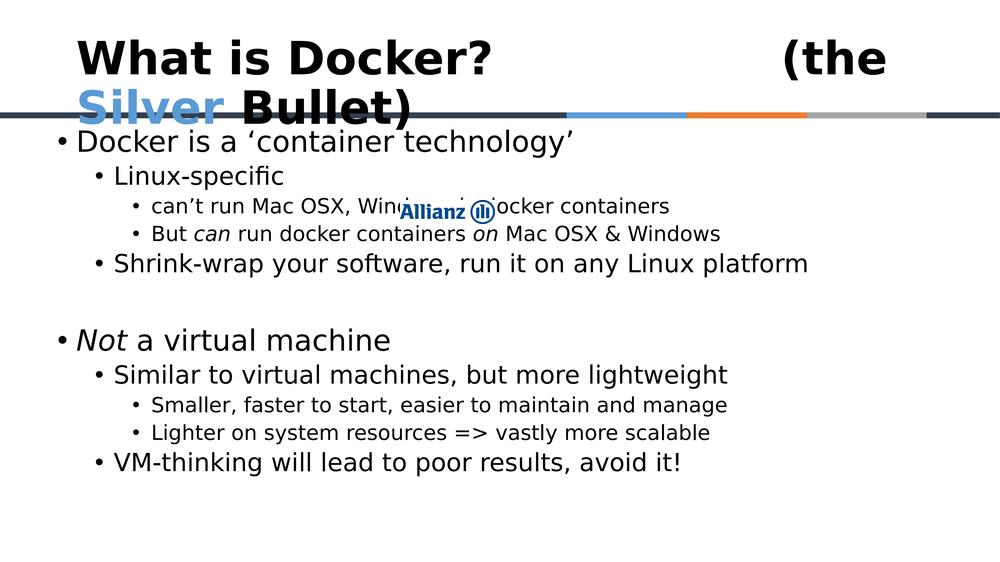 What is Docker? (the
Silver Bullet)
• Docker is a ‘container technology’
• Linux-specific
• can’t run Mac OSX, ocker containers
Allianz
• But can run docker containers on Mac OSX & Windows
• Shrink-wrap your software, run it on any Linux platform
• Not a virtual machine
• Similar to virtual machines, but more lightweight
• Smaller, faster to start, easier to maintain and manage
• Lighter on system resources => vastly more scalable
• VM-thinking will lead to poor results, avoid it!